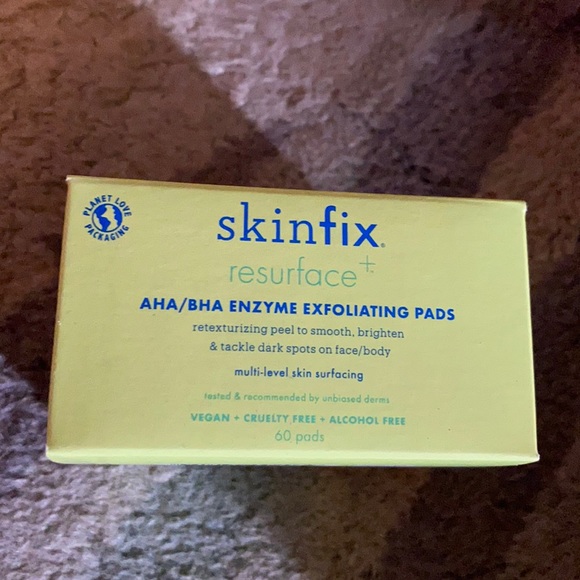 PLANET LOVE
PACKAGING
skinfix®
resurface+
AHA/BHA ENZYME EXFOLIATING PADS
retexturizing peel to smooth, brighten
& tackle dark spots on face/body
multi-level skin surfacing
tested & recommended by unbiased derms
VEGAN + CRUELTY FREE + ALCOHOL FREE
60 pads